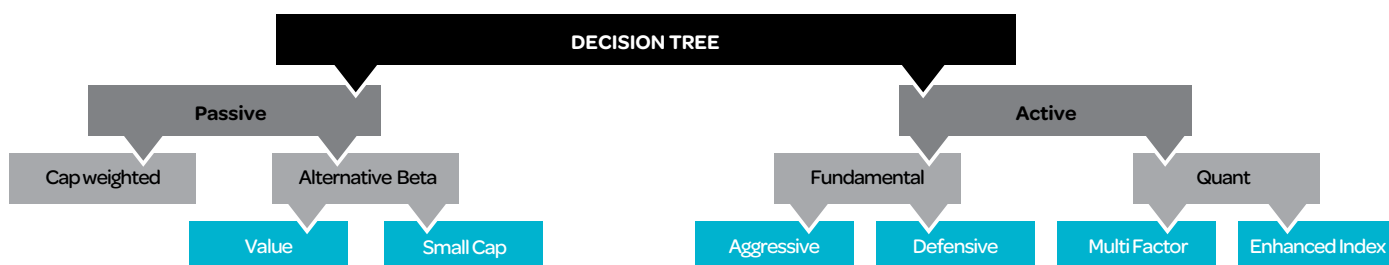 DECISION TREE
Passive
Active
Cap weighted
Alternative Beta
Fundamental
Quant
Value
Small Cap
Aggressive
Defensive
Multi Factor
Enhanced Index